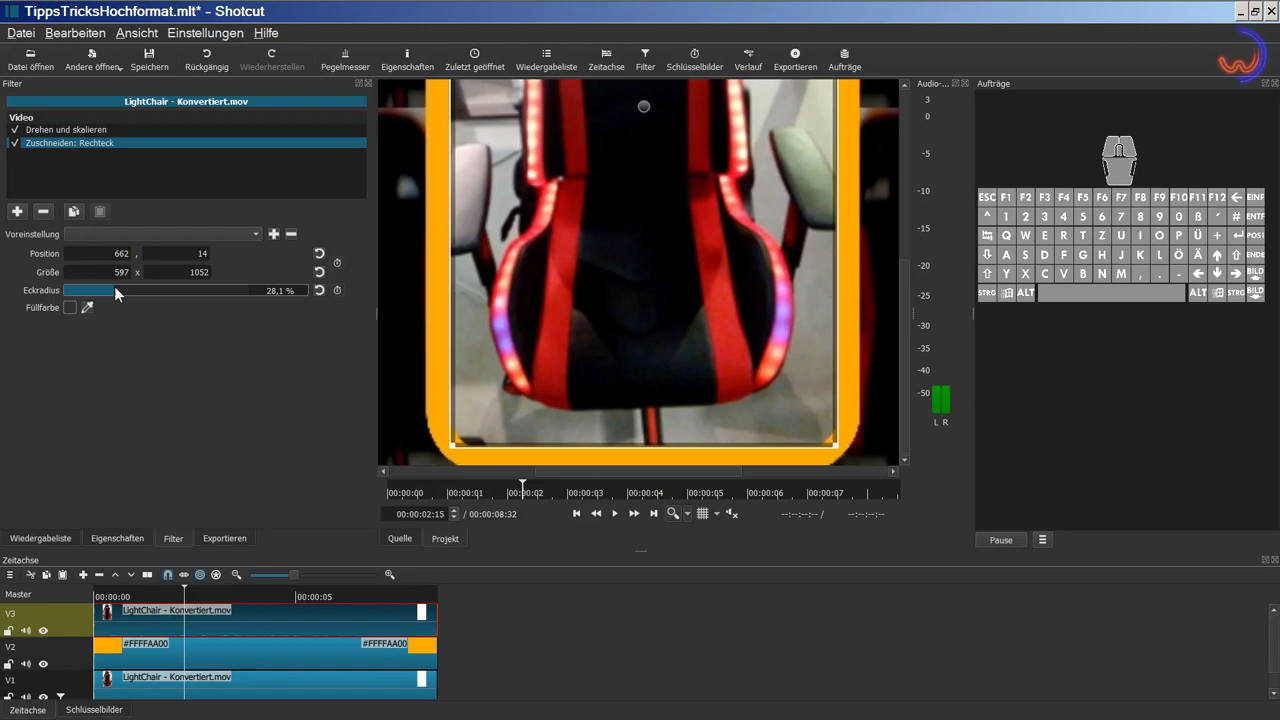 TippsTricksHochformat.mlt* - Shotcut
Datei Bearbeiten Ansicht Einstellungen Hilfe
Datei öffnen Andere öffnen Speichern Rückgängig Wiederherstellen Pegelmesser Eigenschaften Zuletzt geöffnet Wiedergabeliste Zeitachse Filter Schlüsselbilder Verlauf Exportieren Aufträge
Filter Audio-... Aufträge
LightChair - Konvertiert.mov
Video
✓ Drehen und skalieren
✓ Zuschneiden: Rechteck
Voreinstellung
Position 662 , 14
Größe 597 x 1052
Eckradius 28,1 %
Füllfarbe
3
0
-5
-10
-15
-20
-25
-30
-35
-40
-50
L R
ESC F1 F2 F3 F4 F5 F6 F7 F8 F9 F10 F11 F12 ← EINF
^ 1 2 3 4 5 6 7 8 9 0 ß ´ # ENTF
Q W E R T Z U I O P Ü + POS1
A S D F G H J K L Ö Ä ENDE
Y X C V B N M , . - BILD
STRG ALT ALT STRG BILD
00:00:00 00:00:01 00:00:02 00:00:03 00:00:04 00:00:05 00:00:06 00:00:07
00:00:02:15 / 00:00:08:32 --:--:--:-- / --:--:--:--
Wiedergabeliste Eigenschaften Filter Exportieren Quelle Projekt Pause
Zeitachse
Master 00:00:00 00:00:05
V3 LightChair - Konvertiert.mov
V2 #FFFFAA00 #FFFFAA00
V1 LightChair - Konvertiert.mov
Zeitachse Schlüsselbilder